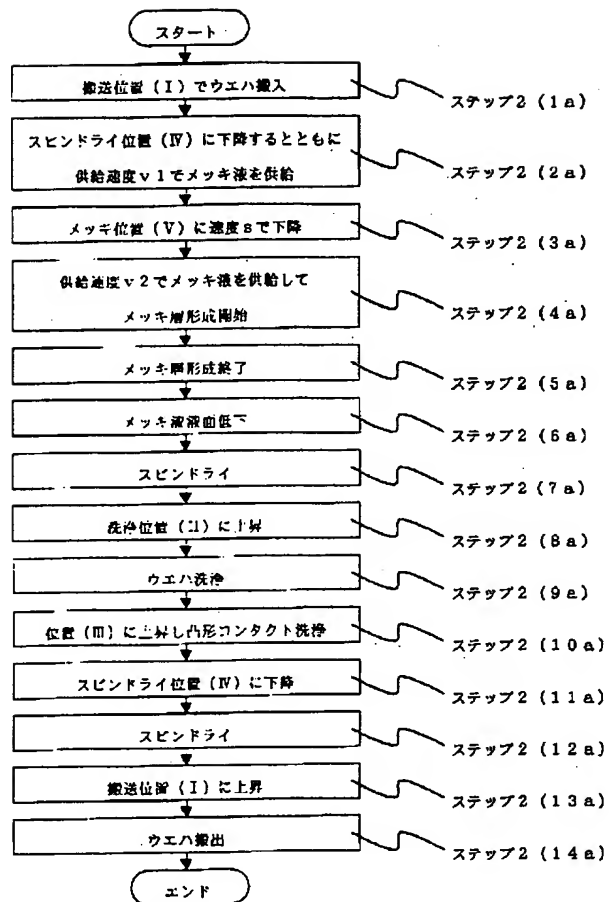 スタート
搬送位置(Ⅰ)でウエハ搬入
ステップ2(1a)
スピンドライ位置(Ⅳ)に下降するとともに
供給速度v1でメッキ液を供給
ステップ2(2a)
メッキ位置(Ⅴ)に速度sで下降
ステップ2(3a)
供給速度v2でメッキ液を供給して
メッキ層形成開始
ステップ2(4a)
メッキ層形成終了
ステップ2(5a)
メッキ液液面低下
ステップ2(6a)
スピンドライ
ステップ2(7a)
洗浄位置(Ⅱ)に上昇
ステップ2(8a)
ウエハ洗浄
ステップ2(9a)
位置(Ⅲ)に上昇し凸形コンタクト洗浄
ステップ2(10a)
スピンドライ位置(Ⅳ)に下降
ステップ2(11a)
スピンドライ
ステップ2(12a)
搬送位置(Ⅰ)に上昇
ステップ2(13a)
ウエハ搬出
ステップ2(14a)
エンド